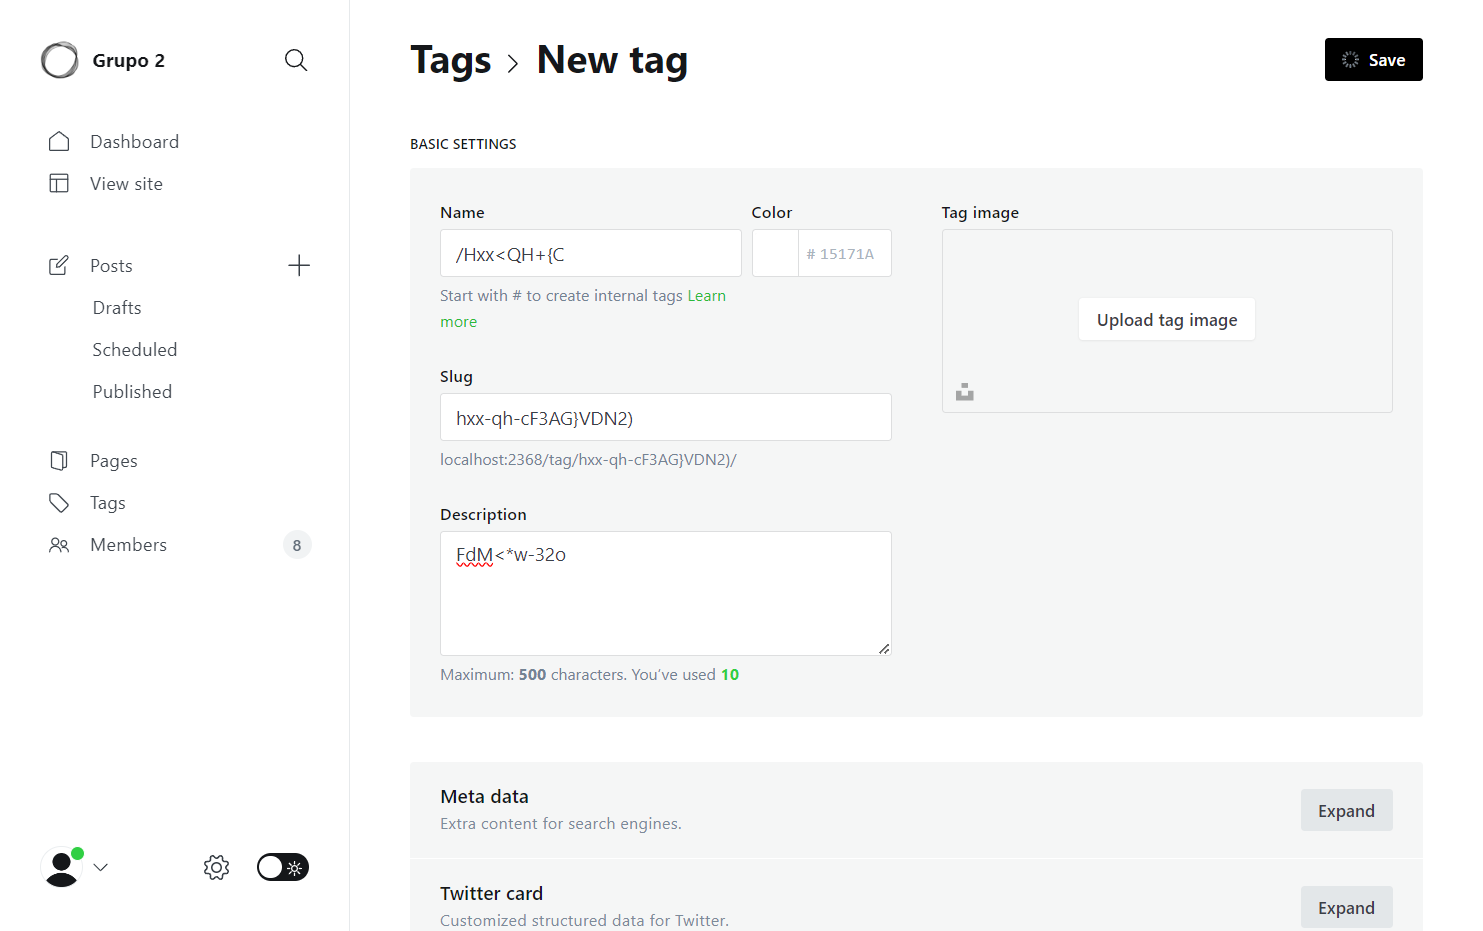 Grupo 2
Dashboard
View site
Posts
Drafts
Scheduled
Published
Pages
Tags
Members
8
Tags
New tag
Save
BASIC SETTINGS
Name
/Hxx<QH+{C
Start with # to create internal tags Learn
more
Color
# 15171A
Slug
hxx-qh-cF3AG}VDN2)
localhost:2368/tag/hxx-qh-cF3AG}VDN2)/
Description
FdM<*w-32o
Maximum: 500 characters. You’ve used 10
Tag image
Upload tag image
Meta data
Extra content for search engines.
Expand
Twitter card
Customized structured data for Twitter.
Expand